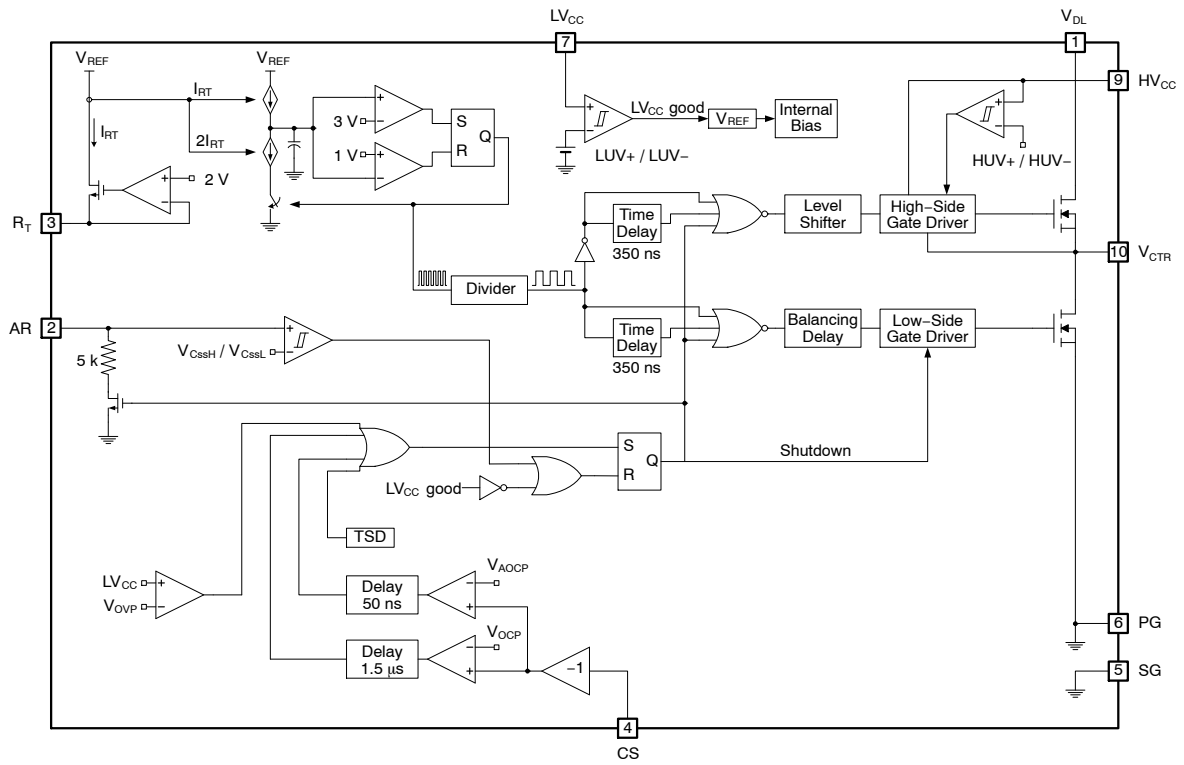 LVCC
VDL
7
1
VREF
VREF
9
HVCC
IRT
IRT
2IRT
+
3 V
−
1 V
+
−
S
Q
R
+
−
LVCC good
VREF
Internal
Bias
LUV+ / LUV−
+
−
HUV+ / HUV−
+
2 V
−
RT
3
Time
Delay
350 ns
Level
Shifter
High−Side
Gate Driver
10
VCTR
Divider
AR
2
+
VCssH / VCssL
−
5 k
Time
Delay
350 ns
Balancing
Delay
Low−Side
Gate Driver
S
Q
R
Shutdown
LVCC good
TSD
LVCC
+
VOVP
−
Delay
50 ns
−
VAOCP
+
Delay
1.5 μs
−
VOCP
+
−1
6
PG
5
SG
4
CS